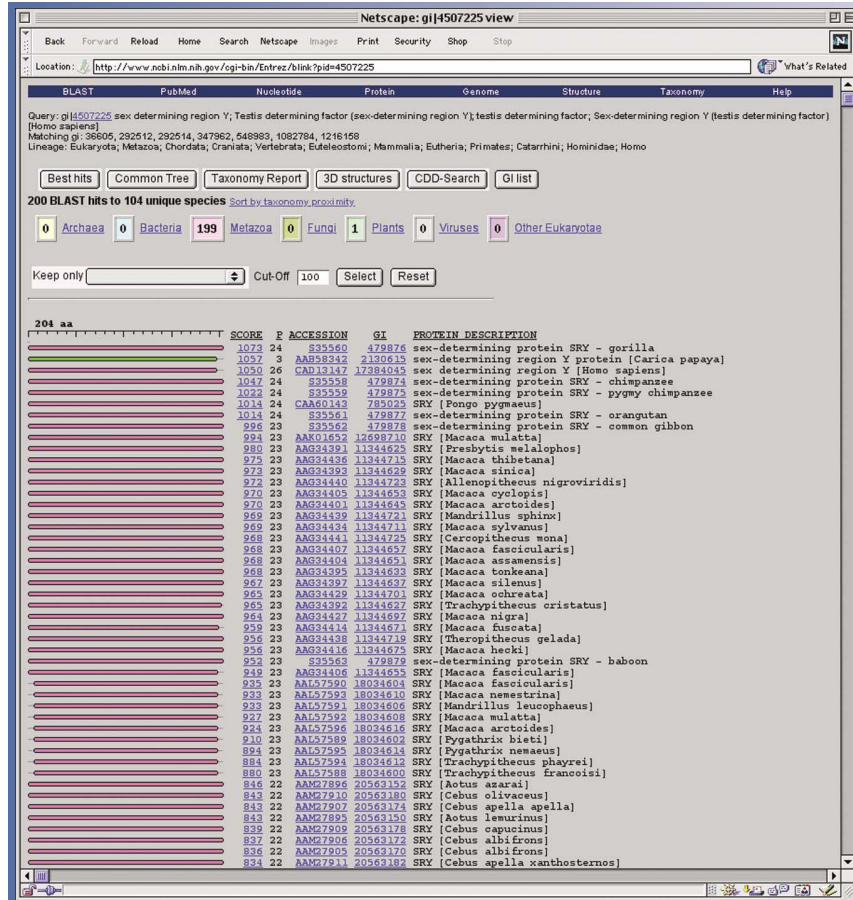 Netscape: gi|4507225 view
Back Forward Reload Home Search Netscape Images Print Security Shop Stop
Location: http://www.ncbi.nlm.nih.gov/cgi-bin/Entrez/blink?pid=4507225 What's Related
BLAST PubMed Nucleotide Protein Genome Structure Taxonomy Help
Query: gi|4507225 sex determining region Y; Testis determining factor (sex-determining region Y); testis determining factor; Sex-determining region Y (testis determining factor)
[Homo sapiens]
Matching gi: 36605, 292512, 292514, 347962, 548983, 1082784, 1216158
Lineage: Eukaryota; Metazoa; Chordata; Craniata; Vertebrata; Euteleostomi; Mammalia; Eutheria; Primates; Catarrhini; Hominidae; Homo
Best hits Common Tree Taxonomy Report 3D structures CDD-Search GI list
200 BLAST hits to 104 unique species Sort by taxonomy proximity
0 Archaea 0 Bacteria 199 Metazoa 0 Fungi 1 Plants 0 Viruses 0 Other Eukaryotae
Keep only Cut-Off 100 Select Reset
204 aa
SCORE P ACCESSION GI PROTEIN DESCRIPTION
1073 24 S35560 479876 sex-determining protein SRY - gorilla
1057 3 AAB58342 2130615 sex-determining region Y protein [Carica papaya]
1050 26 CAD13147 17384045 sex determining region Y [Homo sapiens]
1047 24 S35558 479874 sex-determining protein SRY - chimpanzee
1022 24 S35559 479875 sex-determining protein SRY - pygmy chimpanzee
1014 24 CAA60143 785025 SRY [Pongo pygmaeus]
1014 24 S35561 479877 sex-determining protein SRY - orangutan
996 23 S35562 479878 sex-determining protein SRY - common gibbon
994 23 AAK01652 12698710 SRY [Macaca mulatta]
980 23 AAG34391 11344625 SRY [Presbytis melalophos]
975 23 AAG34436 11344715 SRY [Macaca thibetana]
973 23 AAG34393 11344629 SRY [Macaca sinica]
972 23 AAG34440 11344723 SRY [Allenopithecus nigroviridis]
970 23 AAG34405 11344653 SRY [Macaca cyclopis]
970 23 AAG34401 11344645 SRY [Macaca arctoides]
969 23 AAG34439 11344721 SRY [Mandrillus sphinx]
969 23 AAG34434 11344711 SRY [Macaca sylvanus]
968 23 AAG34441 11344725 SRY [Cercopithecus mona]
968 23 AAG34407 11344657 SRY [Macaca fascicularis]
968 23 AAG34404 11344651 SRY [Macaca assamensis]
968 23 AAG34395 11344633 SRY [Macaca tonkeana]
967 23 AAG34397 11344637 SRY [Macaca silenus]
965 23 AAG34429 11344701 SRY [Macaca ochreata]
965 23 AAG34392 11344627 SRY [Trachypithecus cristatus]
964 23 AAG34427 11344697 SRY [Macaca nigra]
959 23 AAG34414 11344671 SRY [Macaca fuscata]
956 23 AAG34438 11344719 SRY [Theropithecus gelada]
956 23 AAG34416 11344675 SRY [Macaca hecki]
952 23 S35563 479879 sex-determining protein SRY - baboon
949 23 AAG34406 11344655 SRY [Macaca fascicularis]
935 23 AAL57590 18034604 SRY [Macaca fascicularis]
933 23 AAL57593 18034610 SRY [Macaca nemestrina]
933 23 AAL57591 18034606 SRY [Mandrillus leucophaeus]
927 23 AAL57592 18034608 SRY [Macaca mulatta]
924 23 AAL57596 18034616 SRY [Macaca arctoides]
910 23 AAL57589 18034602 SRY [Pygathrix bieti]
894 23 AAL57595 18034614 SRY [Pygathrix nemaeus]
884 23 AAL57594 18034612 SRY [Trachypithecus phayrei]
880 23 AAL57588 18034600 SRY [Trachypithecus francoisi]
846 22 AAM27896 20563152 SRY [Aotus azarai]
843 22 AAM27910 20563180 SRY [Cebus olivaceus]
843 22 AAM27907 20563174 SRY [Cebus apella apella]
843 22 AAM27895 20563150 SRY [Aotus lemurinus]
839 22 AAM27909 20563178 SRY [Cebus capucinus]
837 22 AAM27906 20563172 SRY [Cebus albifrons]
836 22 AAM27905 20563170 SRY [Cebus albifrons]
834 22 AAM27911 20563182 SRY [Cebus apella xanthosternos]